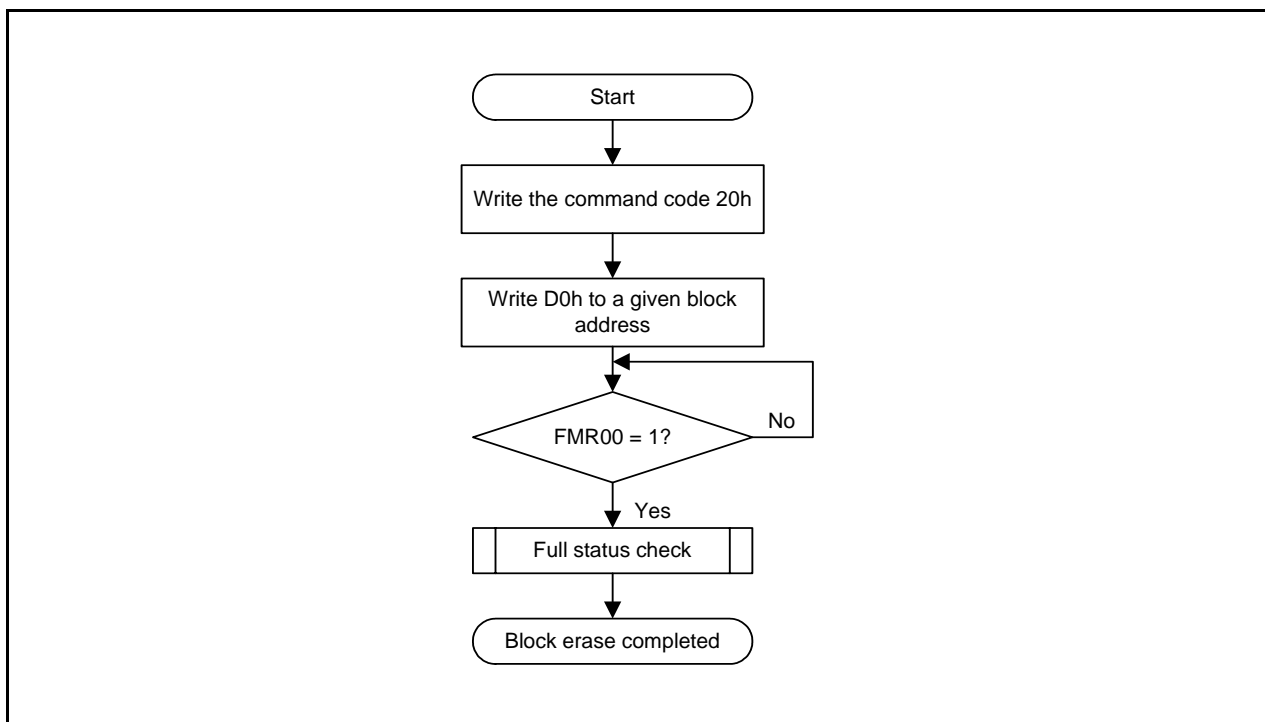 Start
Write the command code 20h
Write D0h to a given block
address
FMR00 = 1?
No
Yes
Full status check
Block erase completed